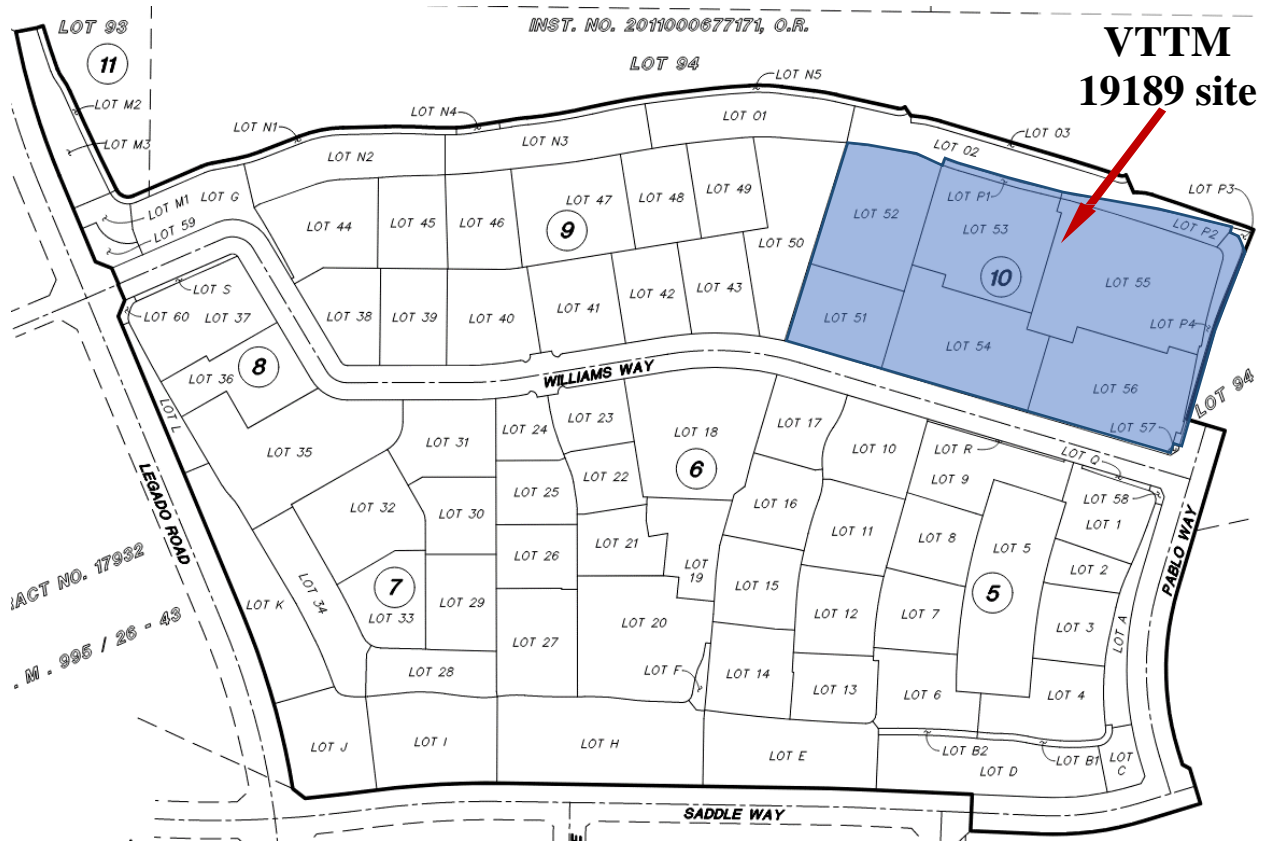 LOT 93
INST. NO. 2011000677171, O.R.
VTTM
19189 site
11
LOT 94
LOT N5
LOT M2
LOT N1
LOT N4
LOT O1
LOT O3
LOT M3
LOT N2
LOT N3
LOT O2
LOT P3
LOT M1
LOT G
LOT 59
LOT 44
LOT 45
LOT 46
LOT 47
LOT 48
LOT 49
LOT 50
9
LOT 52
LOT P1
LOT 53
LOT P2
10
LOT 55
LOT S
LOT 60
LOT 37
LOT 38
LOT 39
LOT 40
LOT 41
LOT 42
LOT 43
LOT 51
LOT 54
LOT P4
LOT 56
LOT 57
LOT 94
8
LOT 36
WILLIAMS WAY
LOT L
LOT 35
LOT 31
LOT 24
LOT 23
LOT 18
LOT 17
LOT 10
LOT R
LOT Q
LOT 9
LOT 58
LOT 1
6
LEGADO ROAD
LOT 32
LOT 30
LOT 25
LOT 22
LOT 16
LOT 11
LOT 8
LOT 5
LOT 2
PABLO WAY
LOT 26
LOT 21
LOT 19
LOT 15
ACT NO. 17932
. M . 995 / 26 - 43
LOT K
LOT 34
7
LOT 33
LOT 29
LOT 27
LOT 20
LOT 12
LOT 7
5
LOT 3
LOT A
LOT 28
LOT F
LOT 14
LOT 13
LOT 6
LOT 4
LOT J
LOT I
LOT H
LOT E
LOT B2
LOT B1
LOT D
LOT C
SADDLE WAY